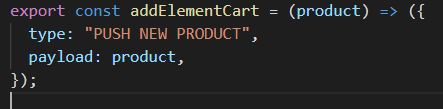 export const addElementCart = (product) => ({
  type: "PUSH NEW PRODUCT",
  payload: product,
});